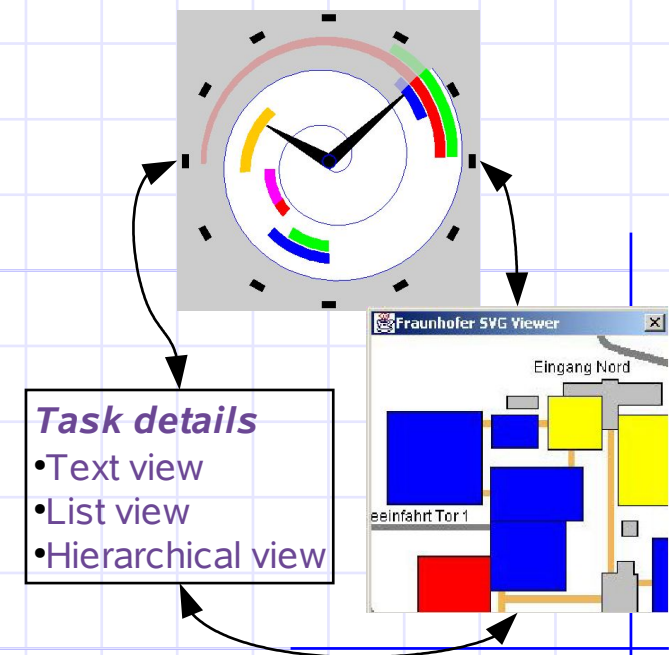 Fraunhofer SVG Viewer
Eingang Nord
Task details
•Text view
•List view
•Hierarchical view
eeinfahrt Tor 1